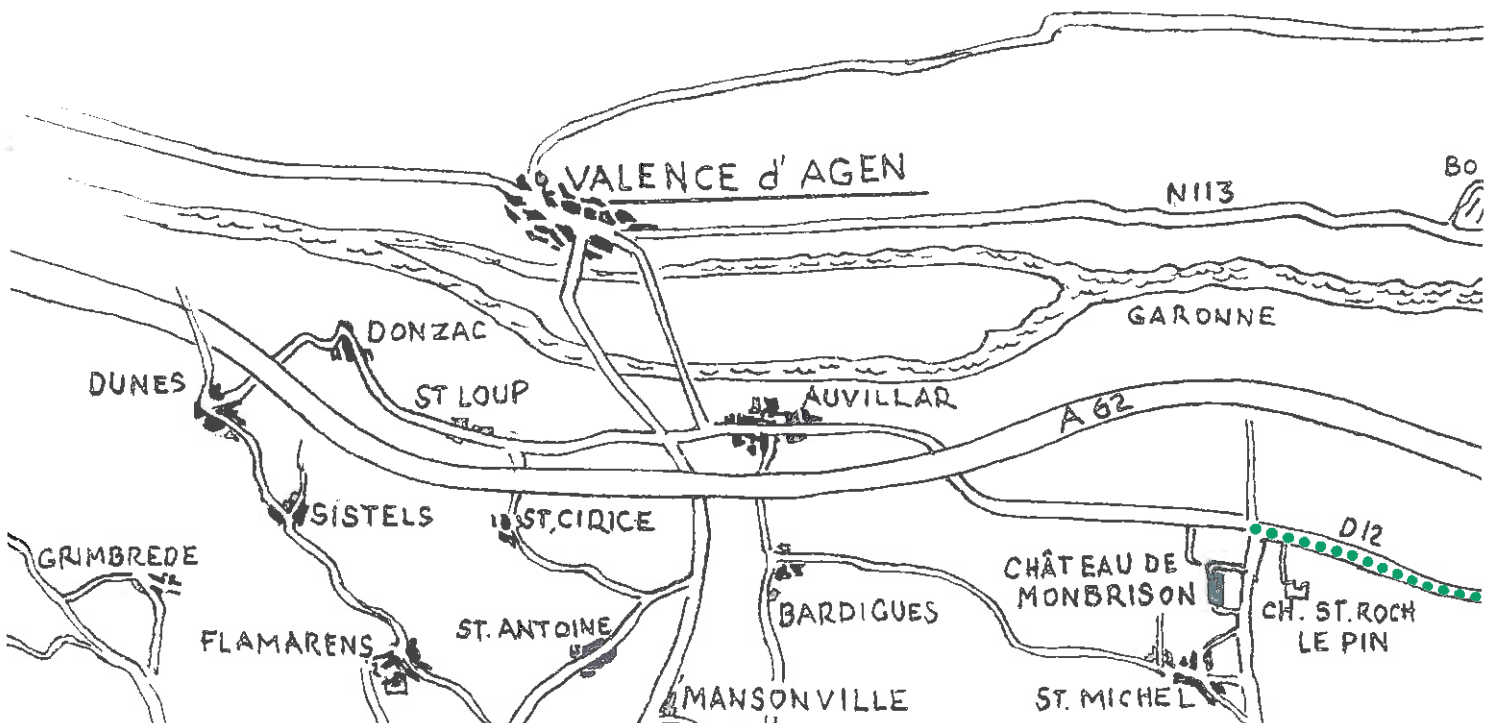 VALENCE d'AGEN
N113
BO
GARONNE
DONZAC
DUNES
ST LOUP
AUVILLAR
A 62
SISTELS
ST, CIRICE
D12
GRIMBREDE
CHÂTEAU DE
MONBRISON
BARDIGUES
CH. ST. ROCH
LE PIN
ST. ANTOINE
FLAMARENS
MANSONVILLE
ST. MICHEL